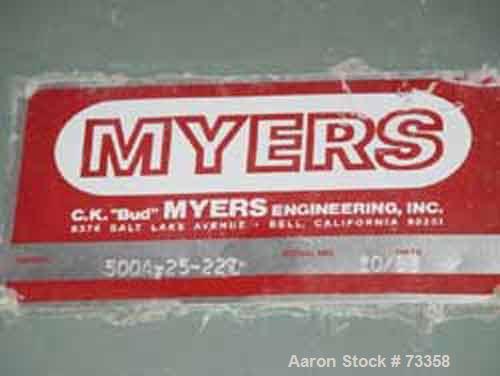 MYERS
C.K. "Bud" MYERS ENGINEERING, INC.
8376 SALT LAKE AVENUE • BELL, CALIFORNIA 90201
Aaron Stock # 73358